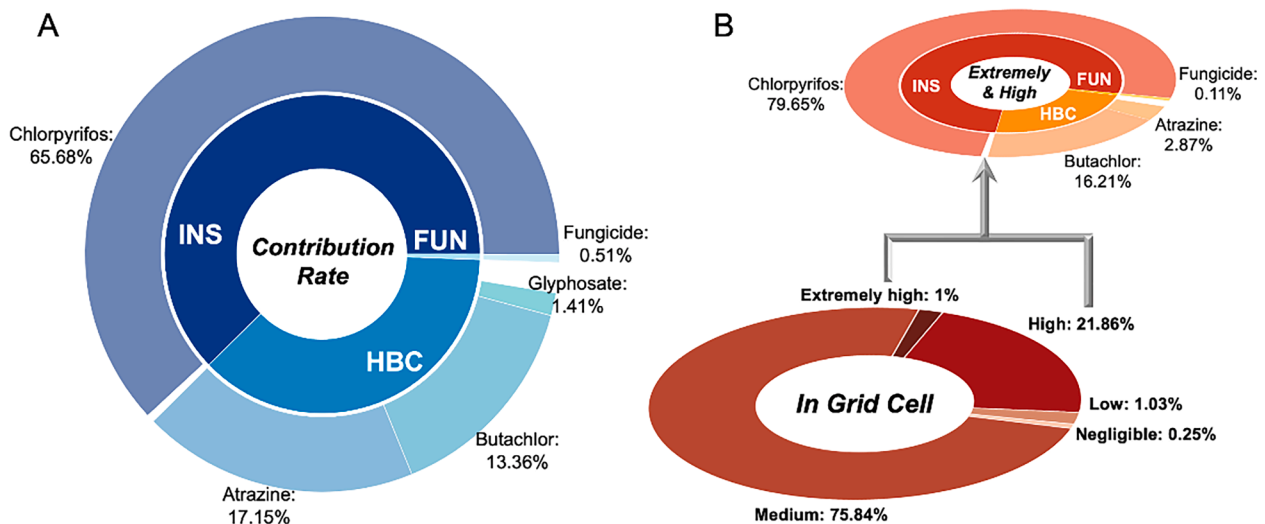 A
Chlorpyrifos:
65.68%
INS
FUN
Contribution
Rate
Fungicide:
0.51%
Glyphosate:
1.41%
HBC
Butachlor:
13.36%
Atrazine:
17.15%
B
Chlorpyrifos:
79.65%
INS
Extremely
& High
FUN
HBC
Fungicide:
0.11%
Atrazine:
2.87%
Butachlor:
16.21%
Extremely high: 1%
High: 21.86%
In Grid Cell
Low: 1.03%
Negligible: 0.25%
Medium: 75.84%